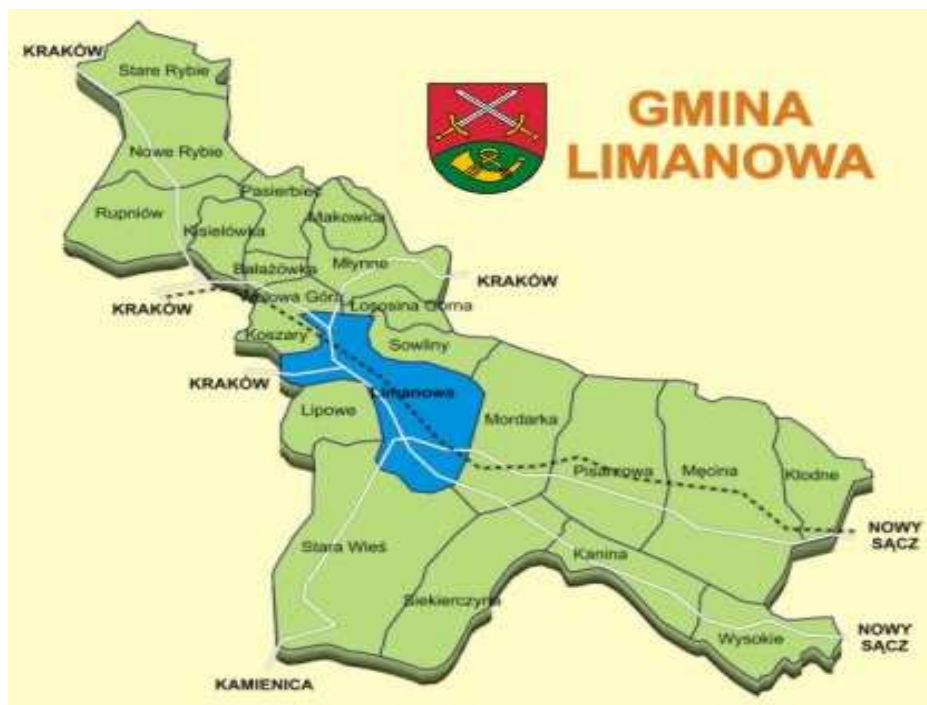 KRAKÓW
Stare Rybie
GMINA
LIMANOWA
Nowe Rybie
Pasierbiec
Rupniów
Makowica
Kisielówka
Bałażówka
Młynne
KRAKÓW
KRAKÓW
Łososina Górna
Koszary
Sowliny
KRAKÓW
Limanowa
Lipowe
Mordarka
Pisarzowa
Męcina
Kłodne
NOWY
SĄCZ
Stara Wieś
Kanina
Siekierczyna
Wysokie
NOWY
SĄCZ
KAMIENICA